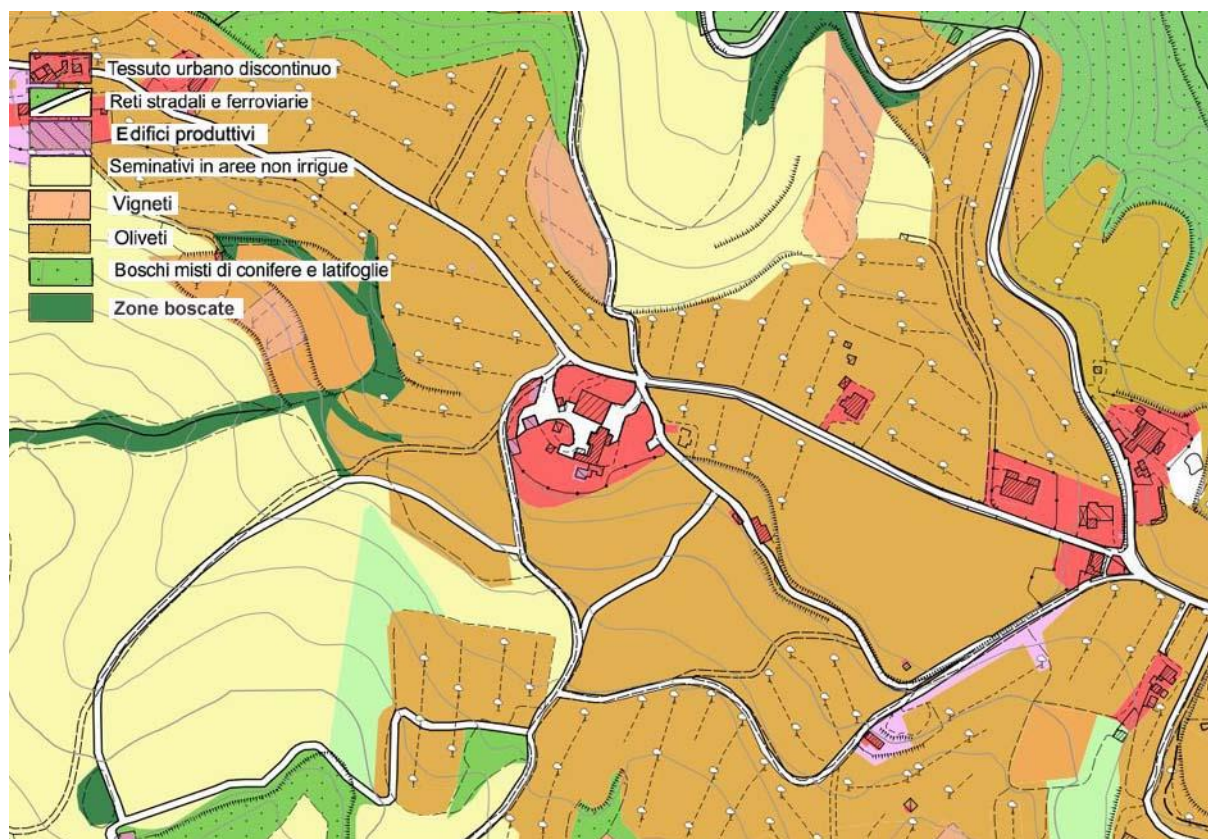 Tessuto urbano discontinuo
Reti stradali e ferroviarie
Edifici produttivi
Seminativi in aree non irrigue
Vigneti
Oliveti
Boschi misti di conifere e latifoglie
Zone boscate